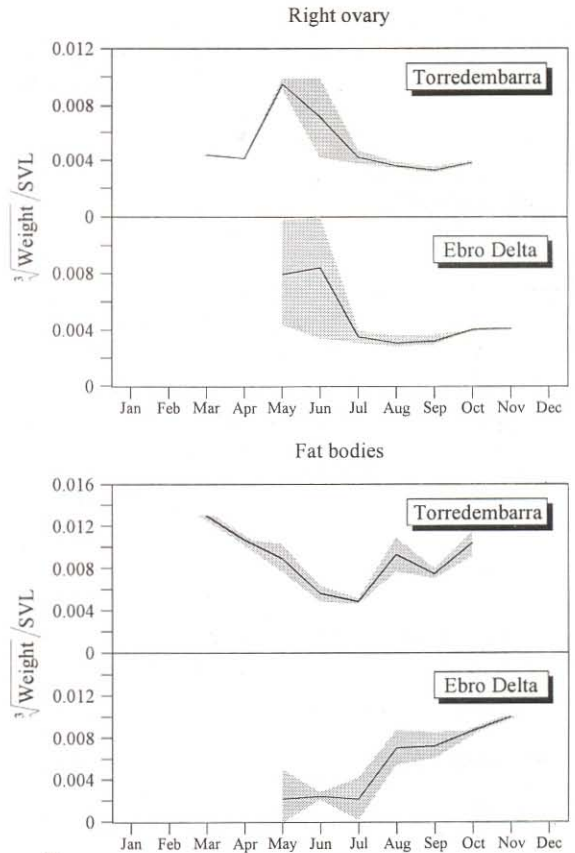 Right ovary
0.012
Torredembarra
0.008
0.004
0
∛Weight/SVL
Ebro Delta
0.008
0.004
0
Jan Feb Mar Apr May Jun Jul Aug Sep Oct Nov Dec
Fat bodies
0.016
Torredembarra
0.012
0.008
0.004
0
∛Weight/SVL
Ebro Delta
0.012
0.008
0.004
0
Jan Feb Mar Apr May Jun Jul Aug Sep Oct Nov Dec